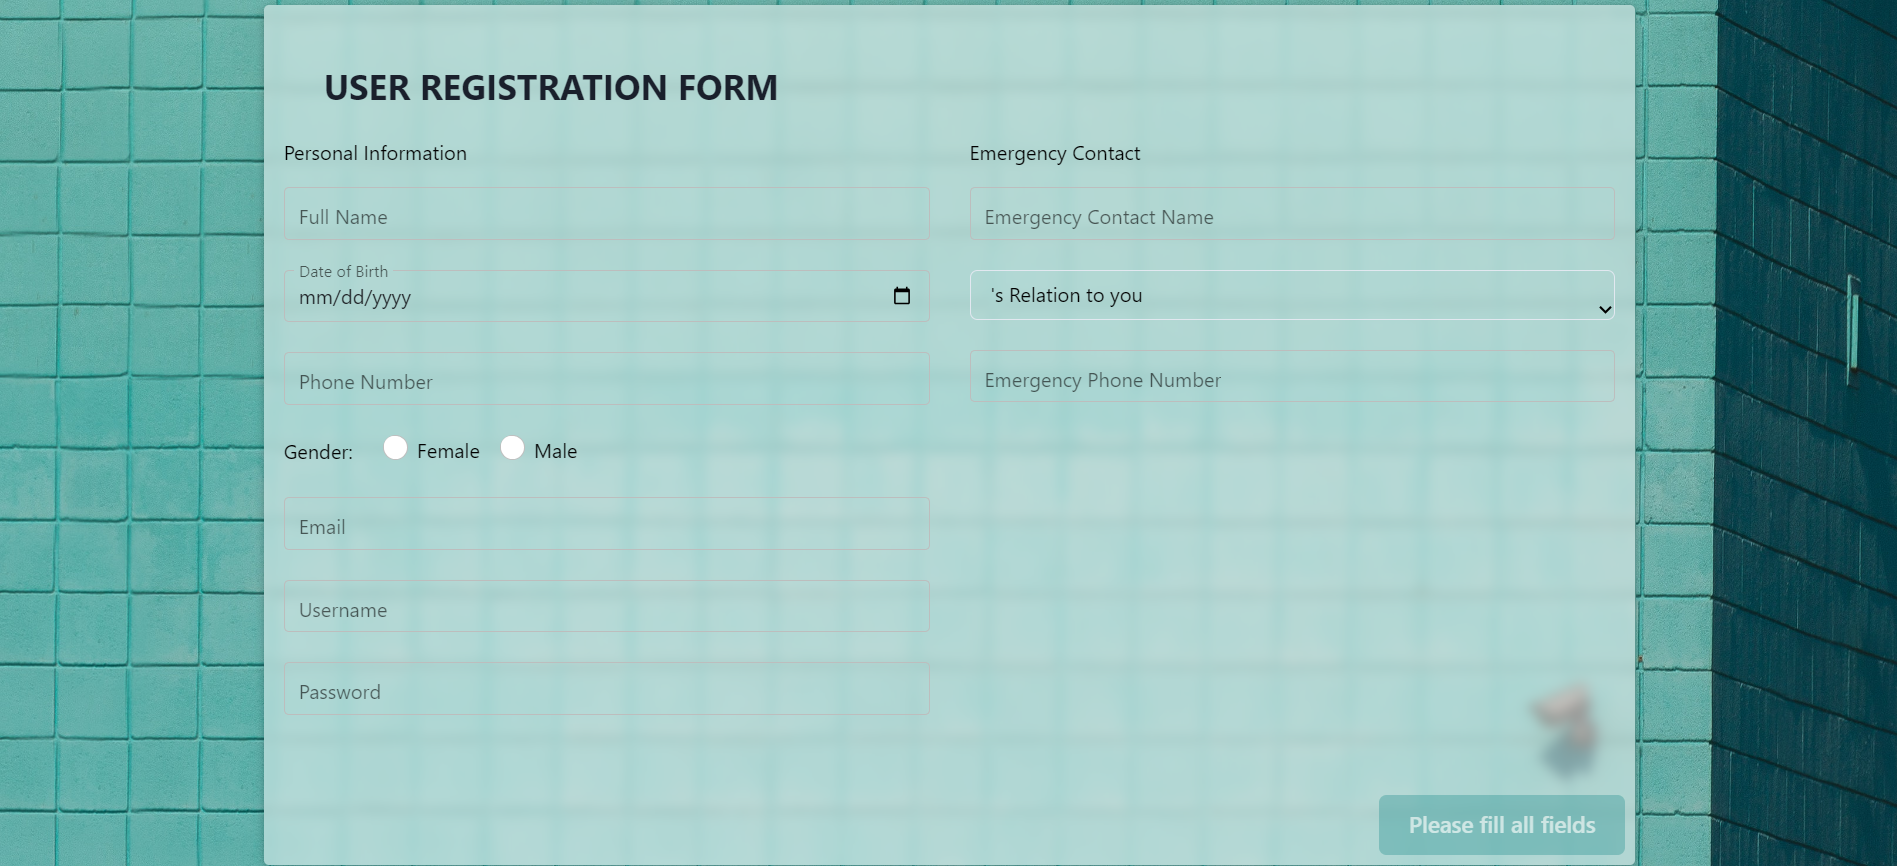 USER REGISTRATION FORM
Personal Information
Full Name
Date of Birth
mm/dd/yyyy
Phone Number
Gender: Female Male
Email
Username
Password
Emergency Contact
Emergency Contact Name
's Relation to you
Emergency Phone Number
Please fill all fields